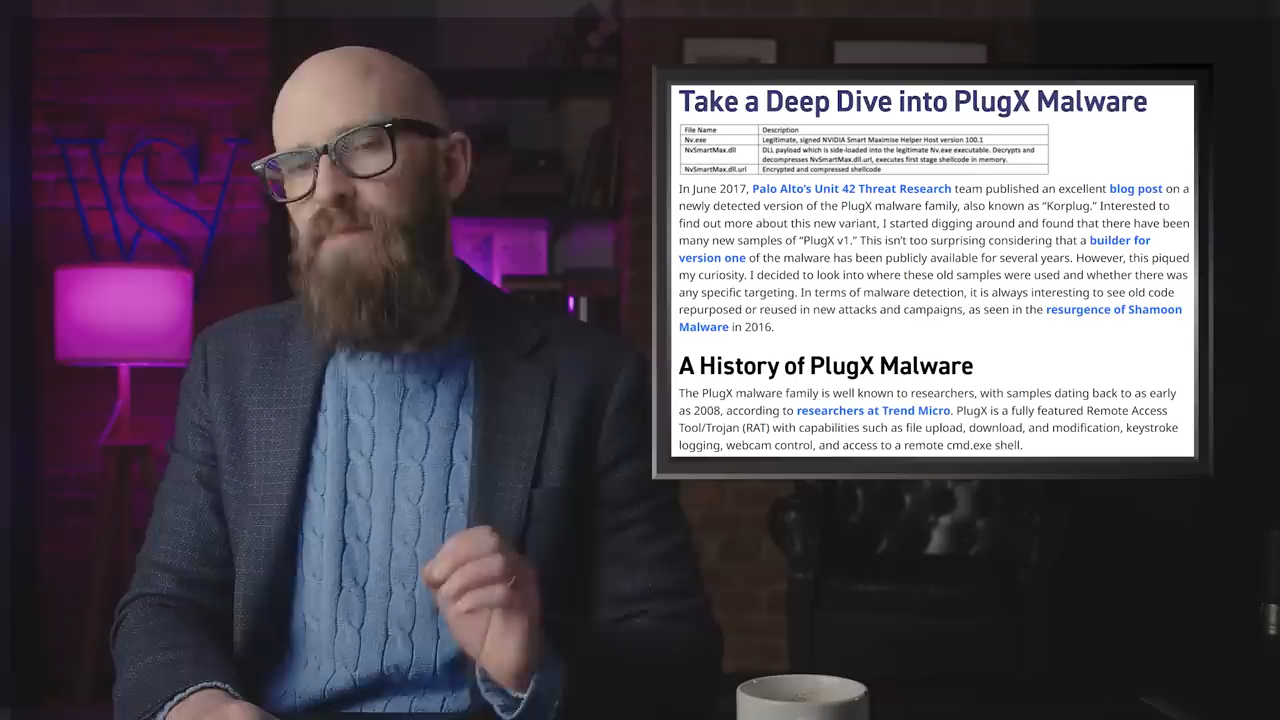 Take a Deep Dive into PlugX Malware
File Name Description
Nv.exe Legitimate, signed NVIDIA Smart Maximise Helper Host version 100.1
NvSmartMax.dll DLL payload which is side-loaded into the legitimate Nv.exe executable. Decrypts and
decompresses NvSmartMax.dll.url, executes first stage shellcode in memory.
NvSmartMax.dll.url Encrypted and compressed shellcode
In June 2017, Palo Alto's Unit 42 Threat Research team published an excellent blog post on a
newly detected version of the PlugX malware family, also known as “Korplug.” Interested to
find out more about this new variant, I started digging around and found that there have been
many new samples of “PlugX v1.” This isn't too surprising considering that a builder for
version one of the malware has been publicly available for several years. However, this piqued
my curiosity. I decided to look into where these old samples were used and whether there was
any specific targeting. In terms of malware detection, it is always interesting to see old code
repurposed or reused in new attacks and campaigns, as seen in the resurgence of Shamoon
Malware in 2016.
A History of PlugX Malware
The PlugX malware family is well known to researchers, with samples dating back to as early
as 2008, according to researchers at Trend Micro. PlugX is a fully featured Remote Access
Tool/Trojan (RAT) with capabilities such as file upload, download, and modification, keystroke
logging, webcam control, and access to a remote cmd.exe shell.